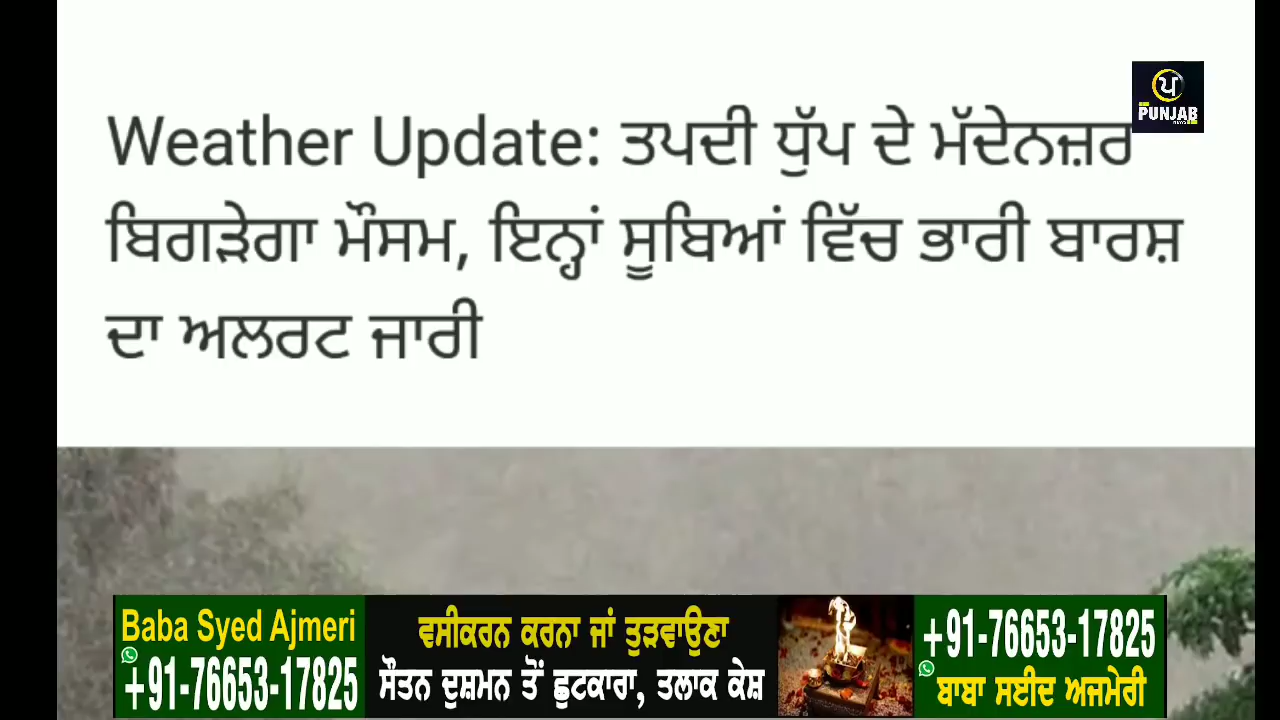 ਪ
PUNJAB
NEWS
Weather Update: ਤਪਦੀ ਧੁੱਪ ਦੇ ਮੱਦੇਨਜ਼ਰ
ਬਿਗੜੇਗਾ ਮੌਸਮ, ਇਨ੍ਹਾਂ ਸੂਬਿਆਂ ਵਿੱਚ ਭਾਰੀ ਬਾਰਸ਼
ਦਾ ਅਲਰਟ ਜਾਰੀ
Baba Syed Ajmeri
+91-76653-17825
ਵਸੀਕਰਨ ਕਰਨਾ ਜਾਂ ਤੁੜਵਾਉਣਾ
ਸੌਤਨ ਦੁਸ਼ਮਨ ਤੋਂ ਛੁਟਕਾਰਾ, ਤਲਾਕ ਕੇਸ਼
+91-76653-17825
ਬਾਬਾ ਸਈਦ ਅਜਮੇਰੀ